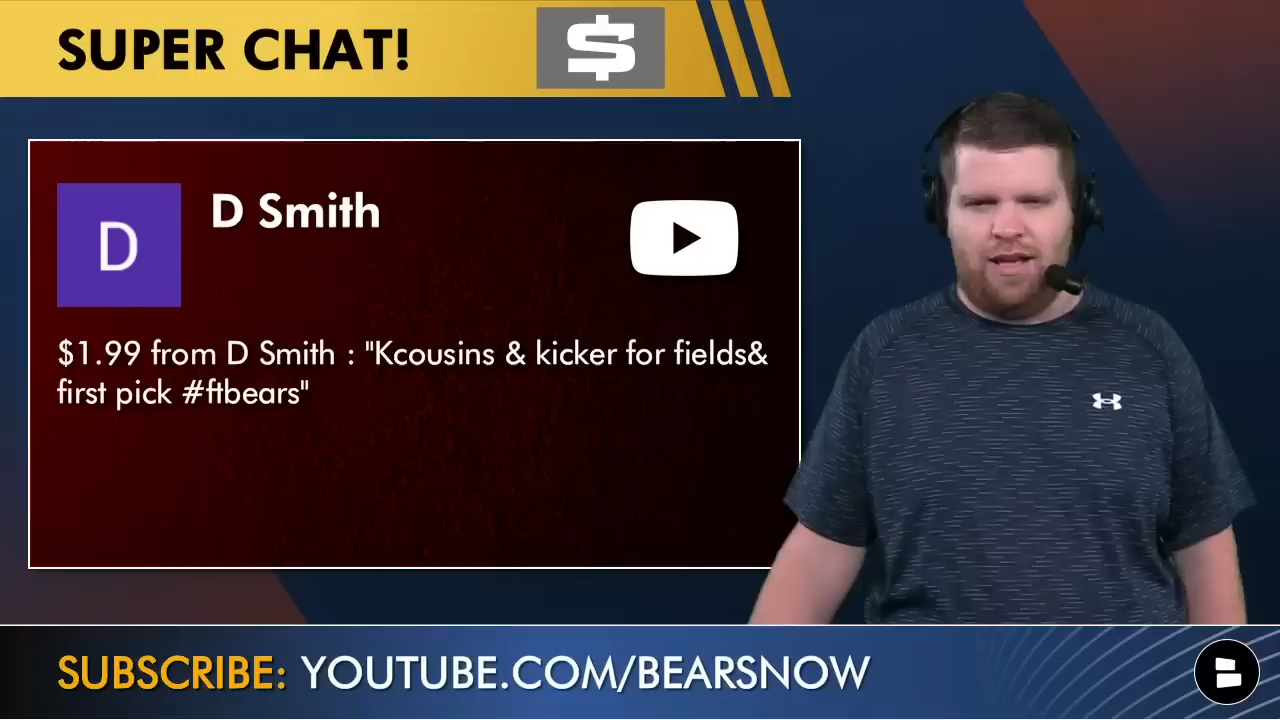 SUPER CHAT!
D
D Smith
$1.99 from D Smith : "Kcousins & kicker for fields&
first pick #ftbears"
SUBSCRIBE: YOUTUBE.COM/BEARSNOW